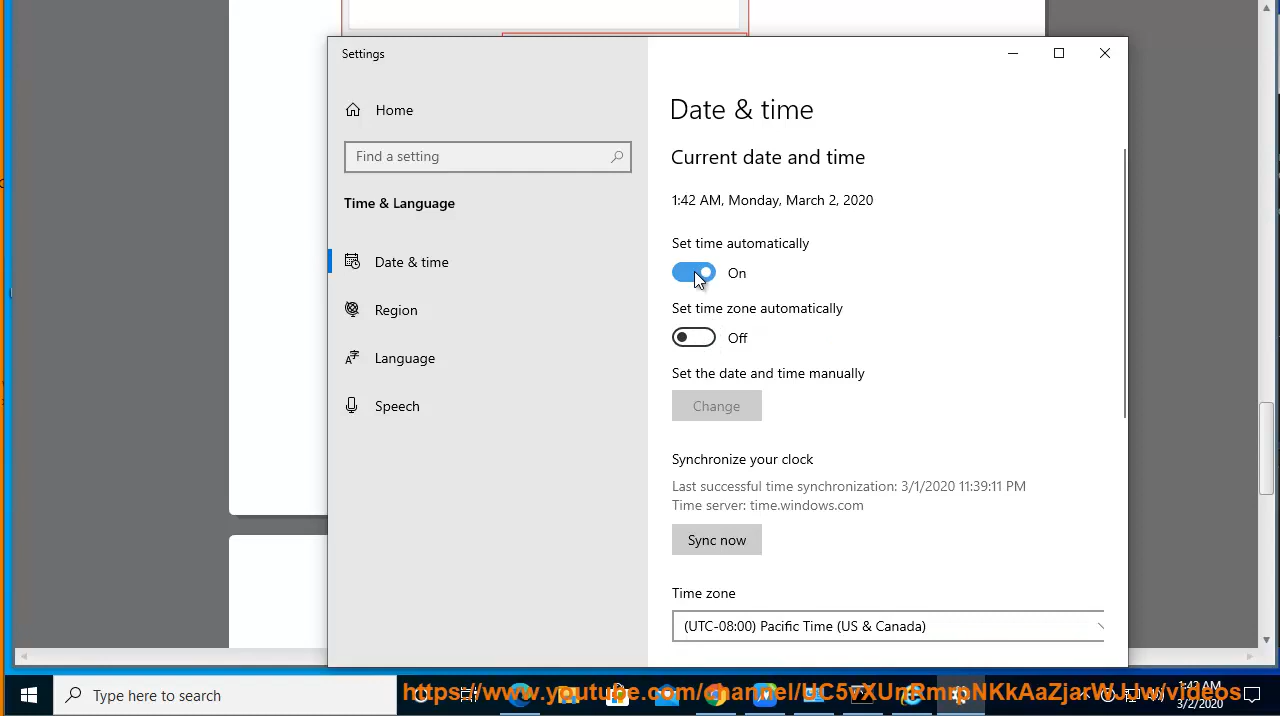 Settings
Home
Find a setting
Time & Language
Date & time
Region
Language
Speech
Date & time
Current date and time
1:42 AM, Monday, March 2, 2020
Set time automatically
On
Set time zone automatically
Off
Set the date and time manually
Change
Synchronize your clock
Last successful time synchronization: 3/1/2020 11:39:11 PM
Time server: time.windows.com
Sync now
Time zone
(UTC-08:00) Pacific Time (US & Canada)
Type here to search
1:42 AM
3/2/2020